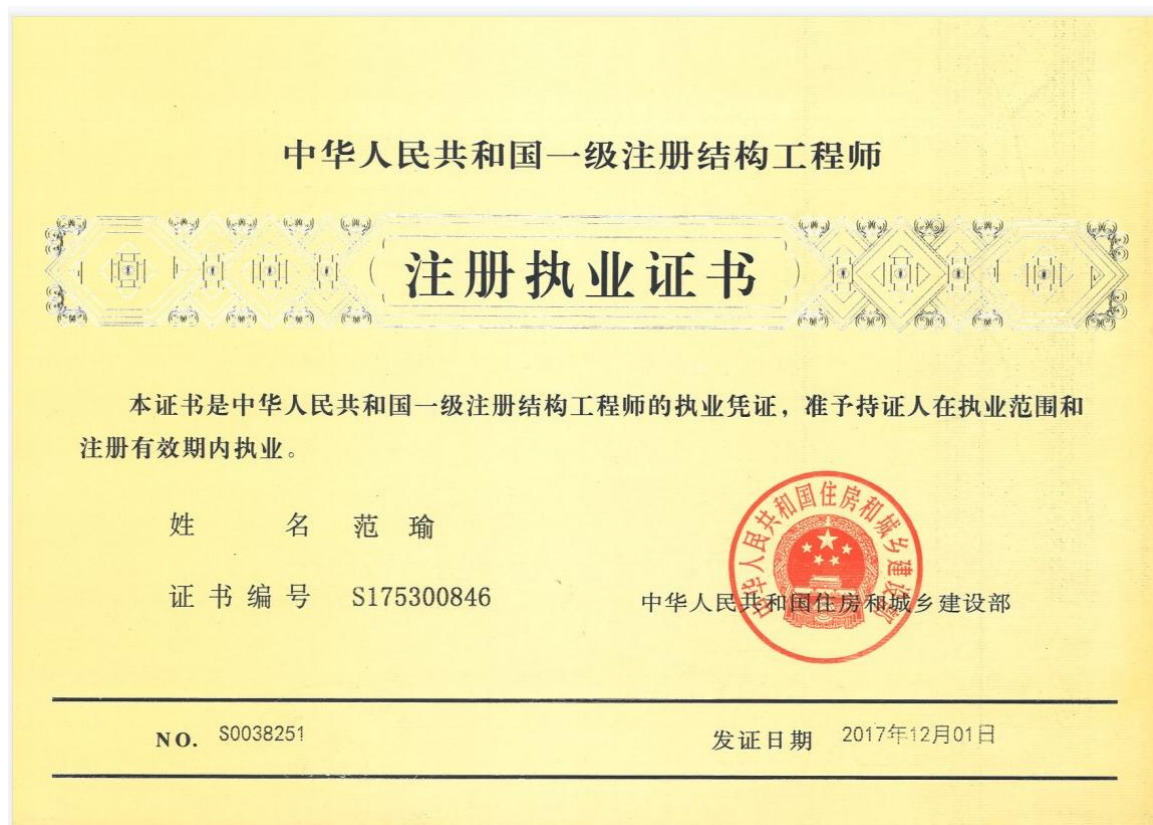 中华人民共和国一级注册结构工程师
注册执业证书
本证书是中华人民共和国一级注册结构工程师的执业凭证，准予持证人在执业范围和
注册有效期内执业。
姓 名 范 瑜
证书编号 S175300846
中华人民共和国住房和城乡建设部
中华人民共和国住房和城乡建设部
NO. S0038251
发证日期 2017年12月01日